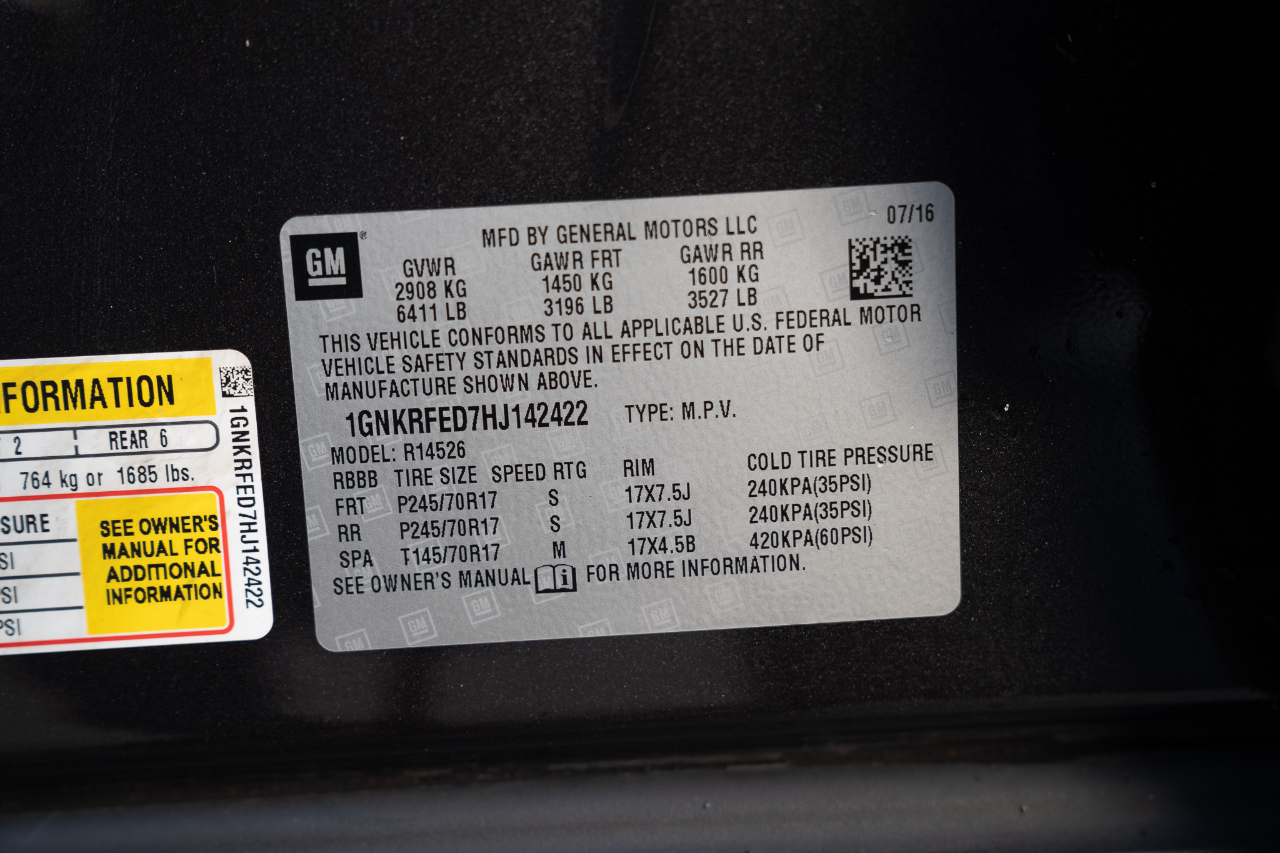 GM®
MFD BY GENERAL MOTORS LLC
07/16
GVWR GAWR FRT GAWR RR
2908 KG 1450 KG 1600 KG
6411 LB 3196 LB 3527 LB
THIS VEHICLE CONFORMS TO ALL APPLICABLE U.S. FEDERAL MOTOR
VEHICLE SAFETY STANDARDS IN EFFECT ON THE DATE OF
MANUFACTURE SHOWN ABOVE.
1GNKRFED7HJ142422 TYPE: M.P.V.
MODEL: R14526
RBBB TIRE SIZE SPEED RTG RIM COLD TIRE PRESSURE
FRT P245/70R17 S 17X7.5J 240KPA(35PSI)
RR P245/70R17 S 17X7.5J 240KPA(35PSI)
SPA T145/70R17 M 17X4.5B 420KPA(60PSI)
SEE OWNER'S MANUAL FOR MORE INFORMATION.
FORMATION
2 REAR 6
764 kg or 1685 lbs.
SURE
SI
SI
PSI
SEE OWNER'S
MANUAL FOR
ADDITIONAL
INFORMATION
1GNKRFED7HJ142422